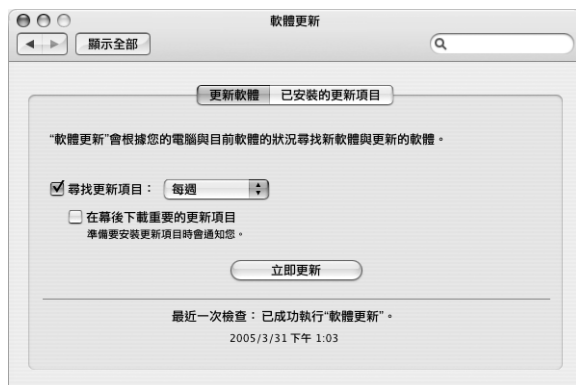 軟體更新
顯示全部
更新軟體 已安裝的更新項目
“軟體更新”會根據您的電腦與目前軟體的狀況尋找新軟體與更新的軟體。
尋找更新項目： 每週
在幕後下載重要的更新項目
準備要安裝更新項目時會通知您。
立即更新
最近一次檢查：已成功執行“軟體更新”。
2005/3/31 下午 1:03